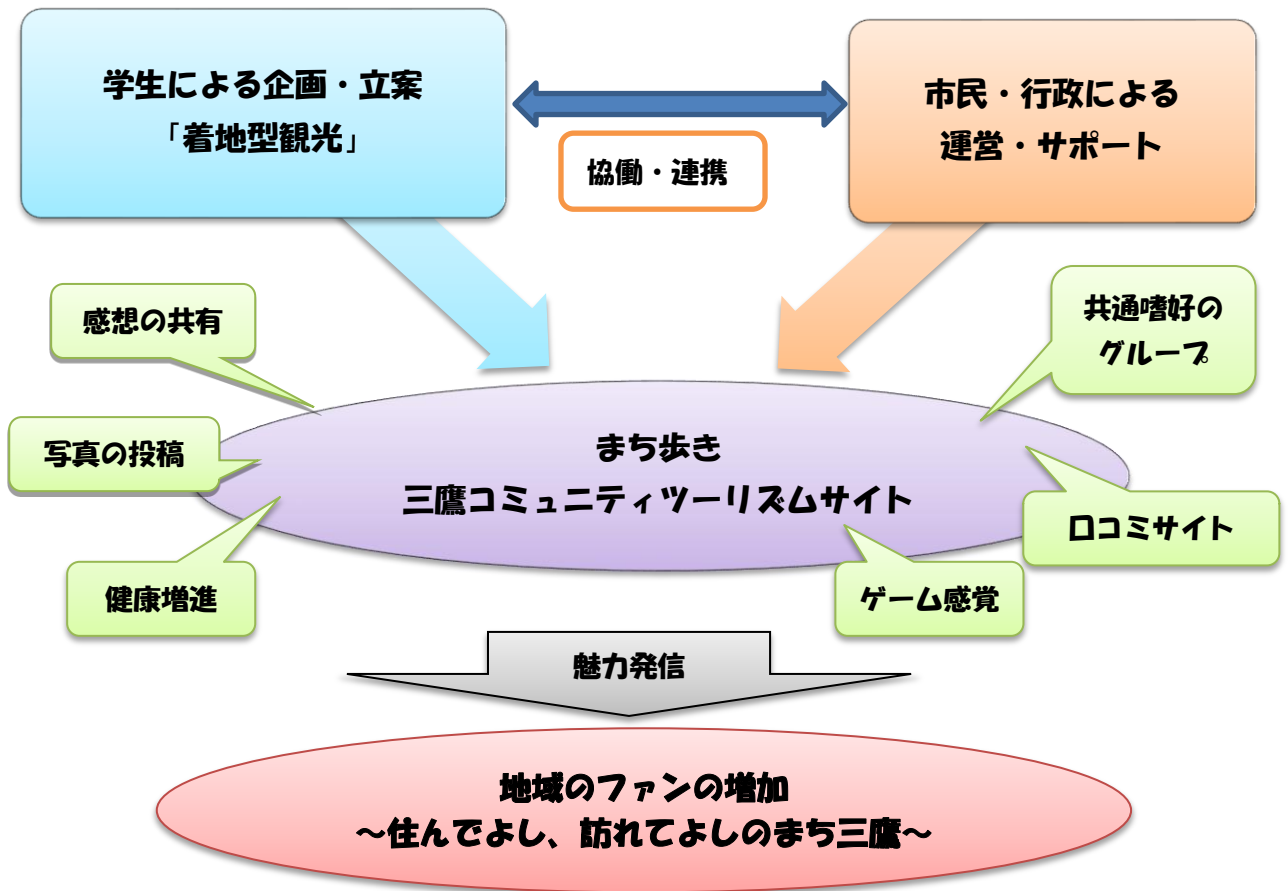 学生による企画・立案
「着地型観光」
市民・行政による
運営・サポート
協働・連携
感想の共有
共通嗜好の
グループ
写真の投稿
まち歩き
三鷹コミュニティツーリズムサイト
口コミサイト
健康増進
ゲーム感覚
魅力発信
地域のファンの増加
～住んでよし、訪れてよしのまち三鷹～